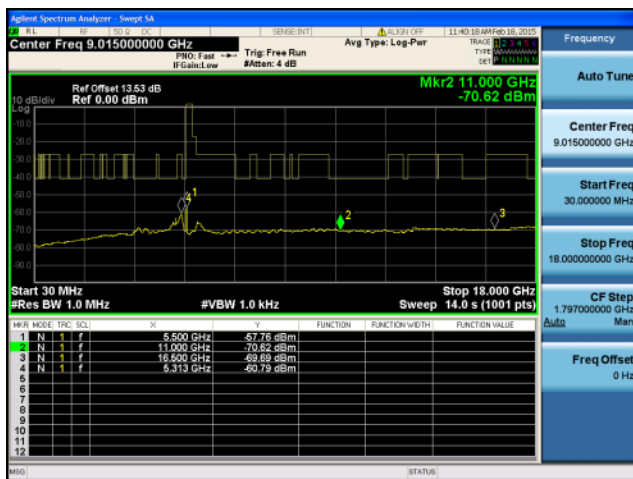 Agilent Spectrum Analyzer - Swept SA
RL RF 50 Ω DC SENSE:INT ALIGN OFF 11:40:18 AM Feb 18, 2015
Center Freq 9.015000000 GHz
PNO: Fast Trig: Free Run
IFGain:Low #Atten: 4 dB
Avg Type: Log-Pwr
TRACE 1 2 3 4 5 6
TYPE
DET P N N N N N
Ref Offset 13.53 dB
10 dB/div Ref 0.00 dBm
Log
Mkr2 11.000 GHz
-70.62 dBm
-10.0
-20.0
-30.0
-40.0
-50.0
-60.0
-70.0
-80.0
-90.0
4 1
2
3
Start 30 MHz Stop 18.000 GHz
#Res BW 1.0 MHz #VBW 1.0 kHz Sweep 14.0 s (1001 pts)
MKR MODE TRC SCL X Y FUNCTION FUNCTION WIDTH FUNCTION VALUE
1 N 1 f 5.500 GHz -57.76 dBm
2 N 1 f 11.000 GHz -70.62 dBm
3 N 1 f 16.500 GHz -69.69 dBm
4 N 1 f 5.313 GHz -60.79 dBm
5
6
7
8
9
10
11
12
MSG STATUS
Frequency
Auto Tune
Center Freq
9.015000000 GHz
Start Freq
30.000000 MHz
Stop Freq
18.000000000 GHz
CF Step
1.797000000 GHz
Auto Man
Freq Offset
0 Hz